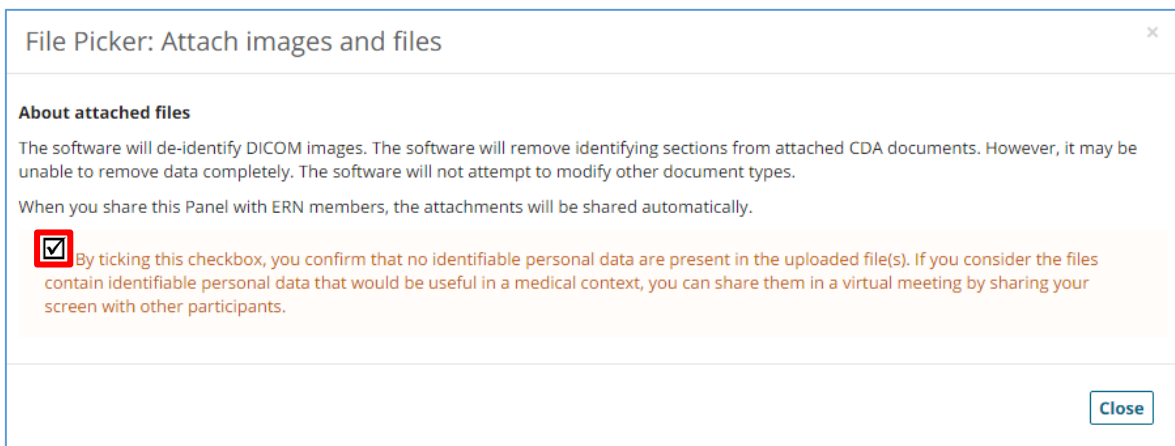 File Picker: Attach images and files
×
About attached files
The software will de-identify DICOM images. The software will remove identifying sections from attached CDA documents. However, it may be
unable to remove data completely. The software will not attempt to modify other document types.
When you share this Panel with ERN members, the attachments will be shared automatically.
By ticking this checkbox, you confirm that no identifiable personal data are present in the uploaded file(s). If you consider the files
contain identifiable personal data that would be useful in a medical context, you can share them in a virtual meeting by sharing your
screen with other participants.
Close